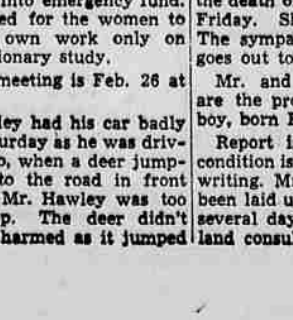 into emergency fund.
ed for the women to
own work only on
ionary study.
meeting is Feb. 26 at
ley had his car badly
urday as he was driv-
o, when a deer jump-
to the road in front
Mr. Hawley was too
p. The deer didn't
harmed as it jumped
the death o
Friday. Sh
The sympa
goes out to
Mr. and
are the pro
boy, born F
Report i
condition is
writing. M
been laid u
several day
land consul